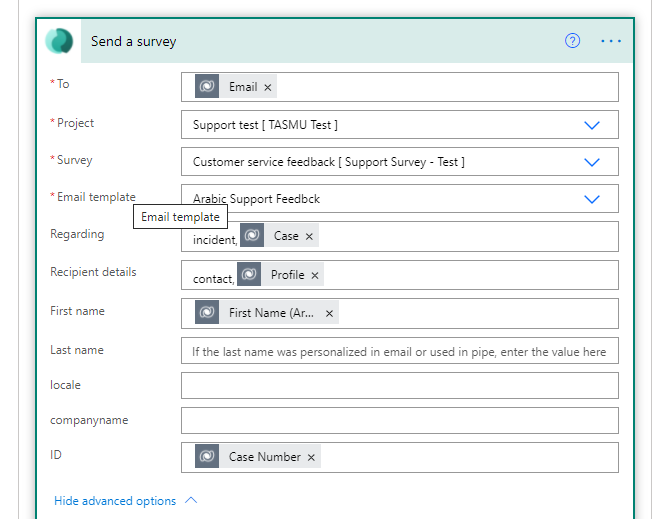 Send a survey
* To
Email ×
* Project
Support test [ TASMU Test ]
* Survey
Customer service feedback [ Support Survey - Test ]
* Email template
Arabic Support Feedbck
Email template
Regarding
incident, Case ×
Recipient details
contact, Profile ×
First name
First Name (Ar... ×
Last name
If the last name was personalized in email or used in pipe, enter the value here
locale
companyname
ID
Case Number ×
Hide advanced options